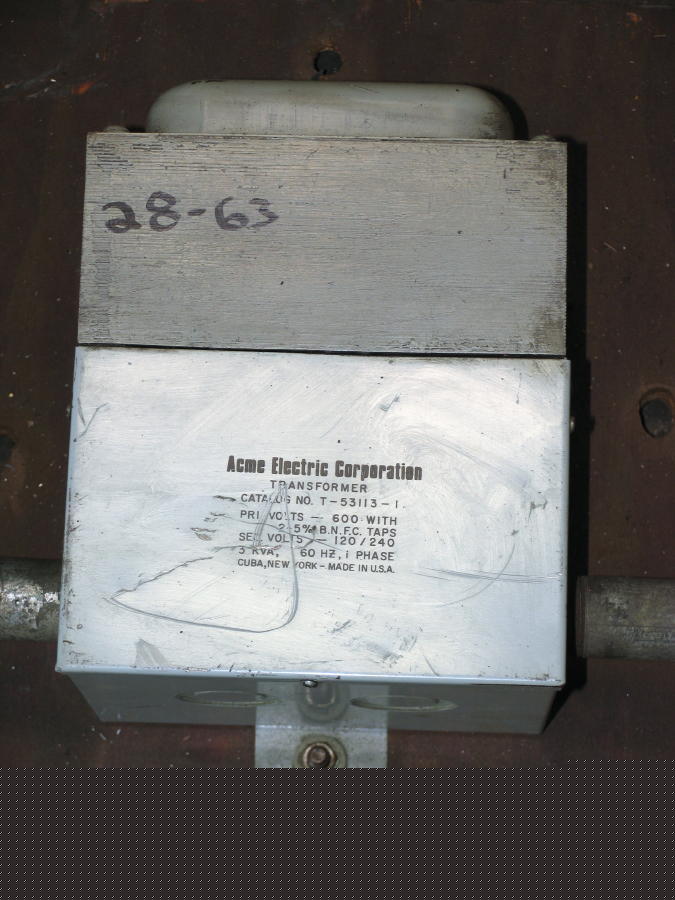 28-63
Acme Electric Corporation
TRANSFORMER
CATALOG NO. T-53113-1.
PRI VOLTS - 600 WITH
2-5% B.N.F.C. TAPS
SEC VOLTS - 120/240
3 KVA, 60 HZ, 1 PHASE
CUBA, NEW YORK - MADE IN U.S.A.